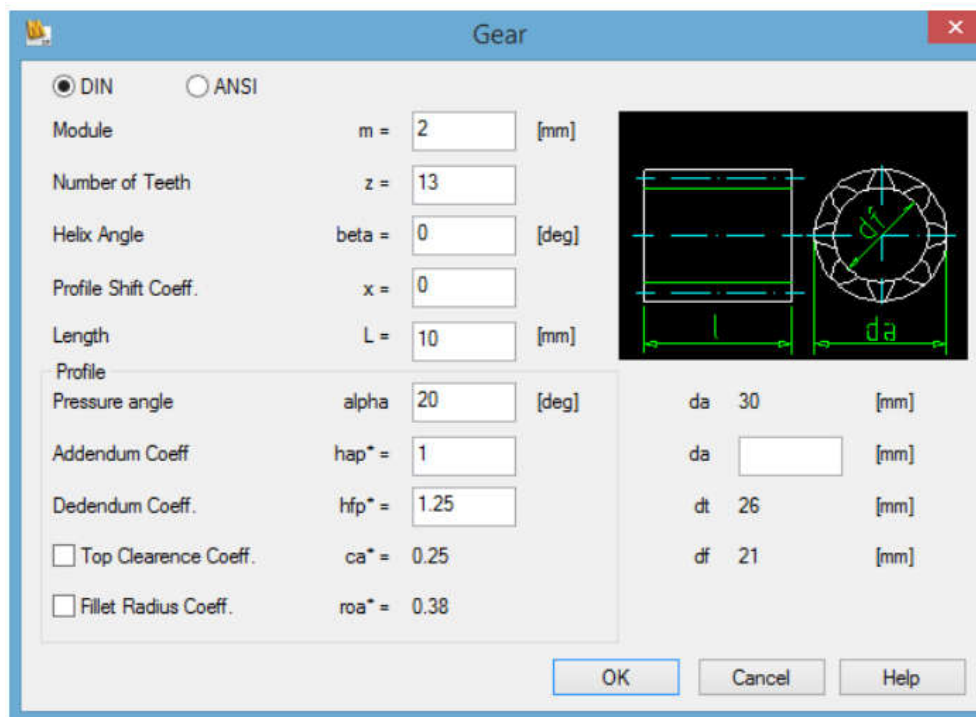 Gear
DIN ANSI
Module m = 2 [mm]
Number of Teeth z = 13
Helix Angle beta = 0 [deg]
Profile Shift Coeff. x = 0
Length L = 10 [mm]
df
l da
Profile
Pressure angle alpha 20 [deg] da 30 [mm]
Addendum Coeff hap* = 1 da [mm]
Dedendum Coeff. hfp* = 1.25 dt 26 [mm]
Top Clearence Coeff. ca* = 0.25 df 21 [mm]
Fillet Radius Coeff. roa* = 0.38
OK Cancel Help